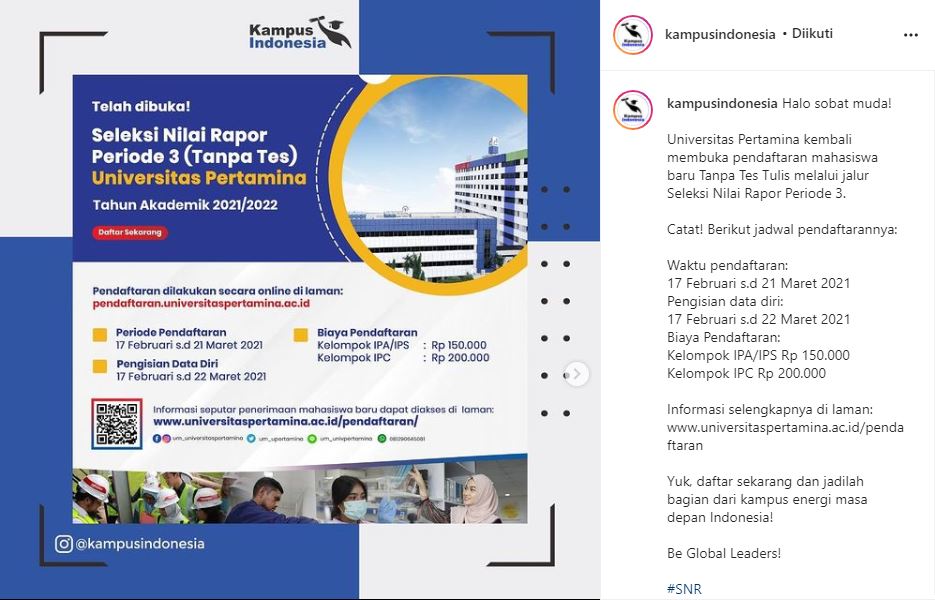 Kampus
Indonesia
Telah dibuka!
Seleksi Nilai Rapor
Periode 3 (Tanpa Tes)
Universitas Pertamina
Tahun Akademik 2021/2022
Daftar Sekarang
Pendaftaran dilakukan secara online di laman:
pendaftaran.universitaspertamina.ac.id
Periode Pendaftaran
17 Februari s.d 21 Maret 2021
Pengisian Data Diri
17 Februari s.d 22 Maret 2021
Biaya Pendaftaran
Kelompok IPA/IPS : Rp 150.000
Kelompok IPC : Rp 200.000
Informasi seputar penerimaan mahasiswa baru dapat diakses di laman:
www.universitaspertamina.ac.id/pendaftaran/
um_universitaspertamina um_upertamina um_univpertamina 081290645081
@kampusindonesia
kampusindonesia • Diikuti
kampusindonesia Halo sobat muda!
Universitas Pertamina kembali
membuka pendaftaran mahasiswa
baru Tanpa Tes Tulis melalui jalur
Seleksi Nilai Rapor Periode 3.
Catat! Berikut jadwal pendaftarannya:
Waktu pendaftaran:
17 Februari s.d 21 Maret 2021
Pengisian data diri:
17 Februari s.d 22 Maret 2021
Biaya Pendaftaran:
Kelompok IPA/IPS Rp 150.000
Kelompok IPC Rp 200.000
Informasi selengkapnya di laman:
www.universitaspertamina.ac.id/penda
ftaran
Yuk, daftar sekarang dan jadilah
bagian dari kampus energi masa
depan Indonesia!
Be Global Leaders!
#SNR